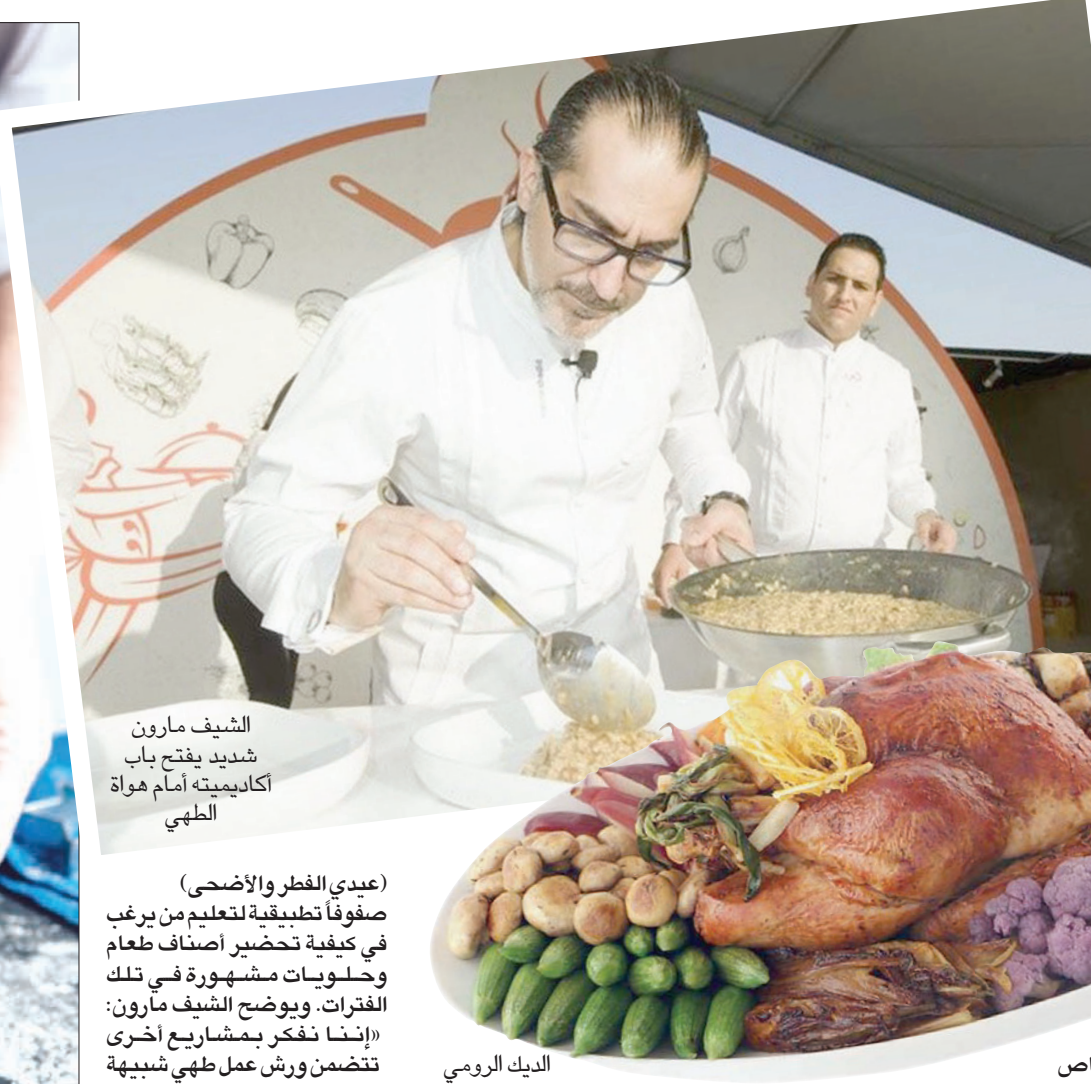 الشيف مارون
شديد يفتح باب
أكاديميته أمام هواة
الطهي
(عيدي الفطر والأضحى)
صفوفاً تطبيقية لتعليم من يرغب
في كيفية تحضير أصناف طعام
وحلويات مشهورة في تلك
الفترات. ويوضح الشيف مارون:
«إننا نفكر بمشاريع أخرى
تتضمن ورش عمل طهي شبيهة
الديك الرومي